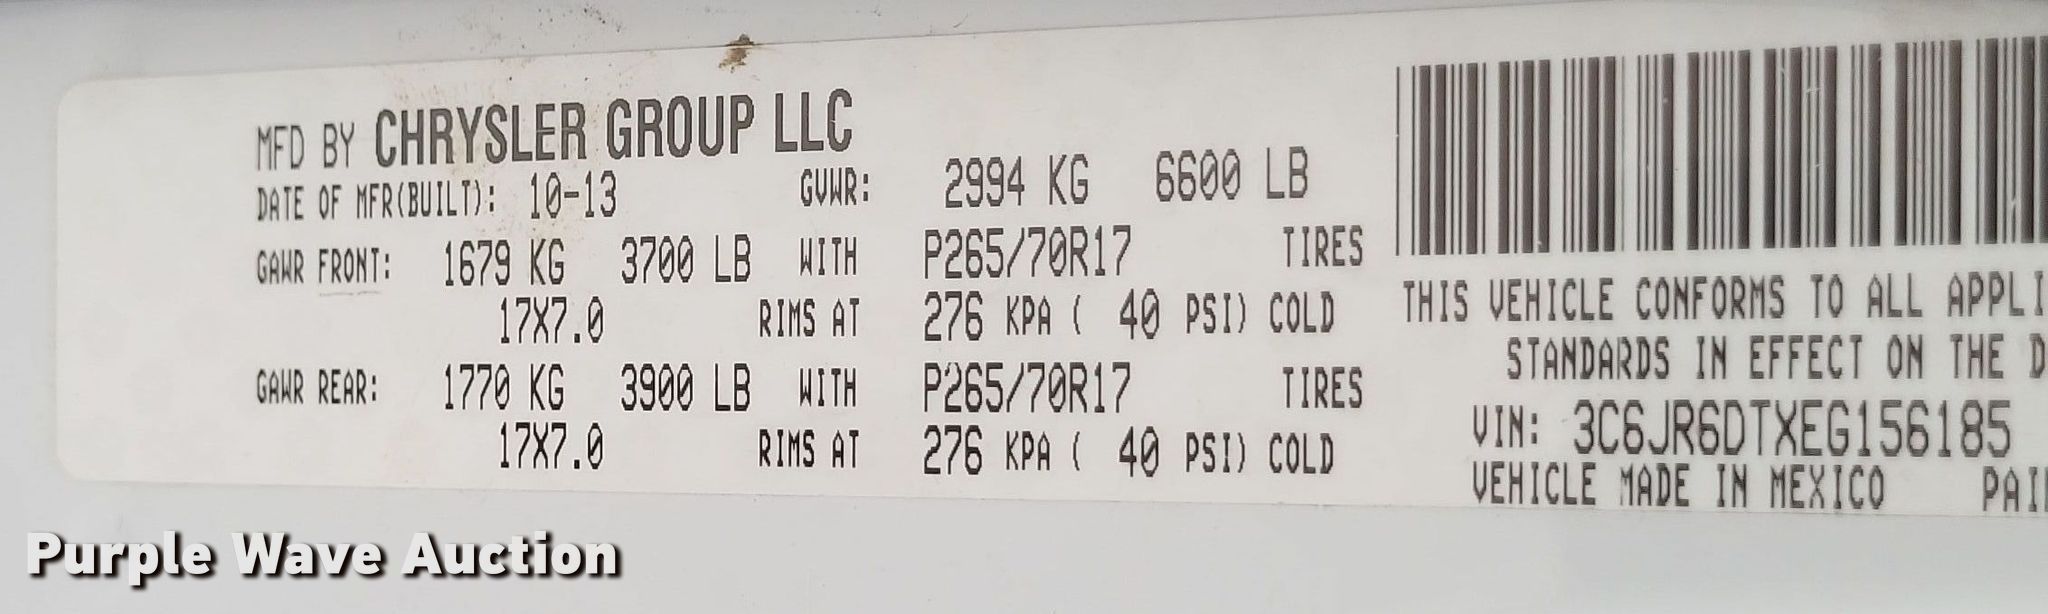 MFD BY CHRYSLER GROUP LLC
DATE OF MFR(BUILT): 10-13 GVWR: 2994 KG 6600 LB
GAWR FRONT: 1679 KG 3700 LB WITH P265/70R17 TIRES
17X7.0 RIMS AT 276 KPA ( 40 PSI) COLD
GAWR REAR: 1770 KG 3900 LB WITH P265/70R17 TIRES
17X7.0 RIMS AT 276 KPA ( 40 PSI) COLD
THIS VEHICLE CONFORMS TO ALL APPLI
STANDARDS IN EFFECT ON THE D
VIN: 3C6JR6DTXEG156185
VEHICLE MADE IN MEXICO PAI
Purple Wave Auction